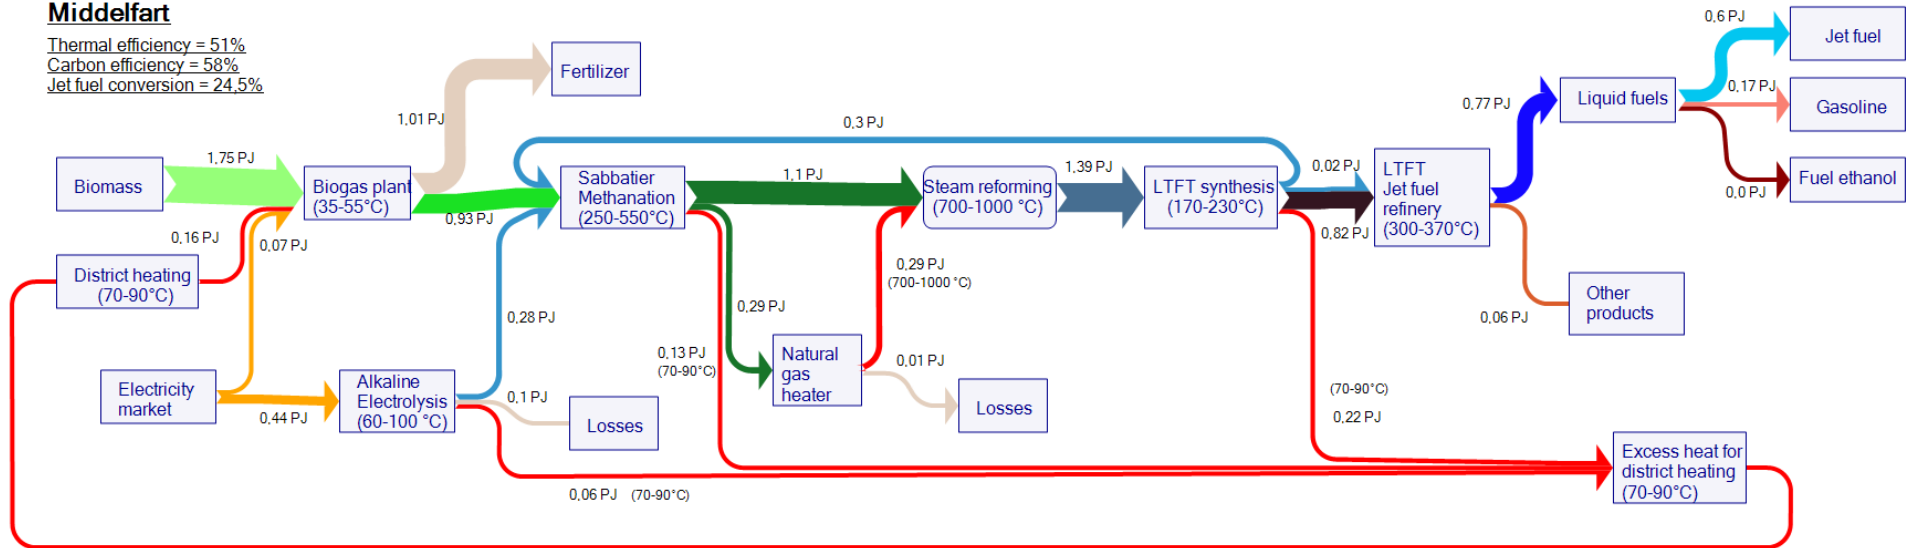 Middelfart
Thermal efficiency = 51%
Carbon efficiency = 58%
Jet fuel conversion = 24,5%
1,01 PJ
Fertilizer
0,6 PJ
Jet fuel
0,17 PJ
Gasoline
0,0 PJ
Fuel ethanol
Liquid fuels
0,77 PJ
0,3 PJ
Biomass
1,75 PJ
Biogas plant
(35-55°C)
0,93 PJ
Sabbatier
Methanation
(250-550°C)
1,1 PJ
Steam reforming
(700-1000 °C)
1,39 PJ
LTFT synthesis
(170-230°C)
0,02 PJ
0,82 PJ
LTFT
Jet fuel
refinery
(300-370°C)
0,16 PJ
0,07 PJ
District heating
(70-90°C)
0,29 PJ
(700-1000 °C)
Other
products
0,06 PJ
0,28 PJ
0,29 PJ
0,13 PJ
(70-90°C)
Natural
gas
heater
0,01 PJ
Losses
Electricity
market
0,44 PJ
Alkaline
Electrolysis
(60-100 °C)
0,1 PJ
Losses
(70-90°C)
0,22 PJ
Excess heat for
district heating
(70-90°C)
0,06 PJ (70-90°C)